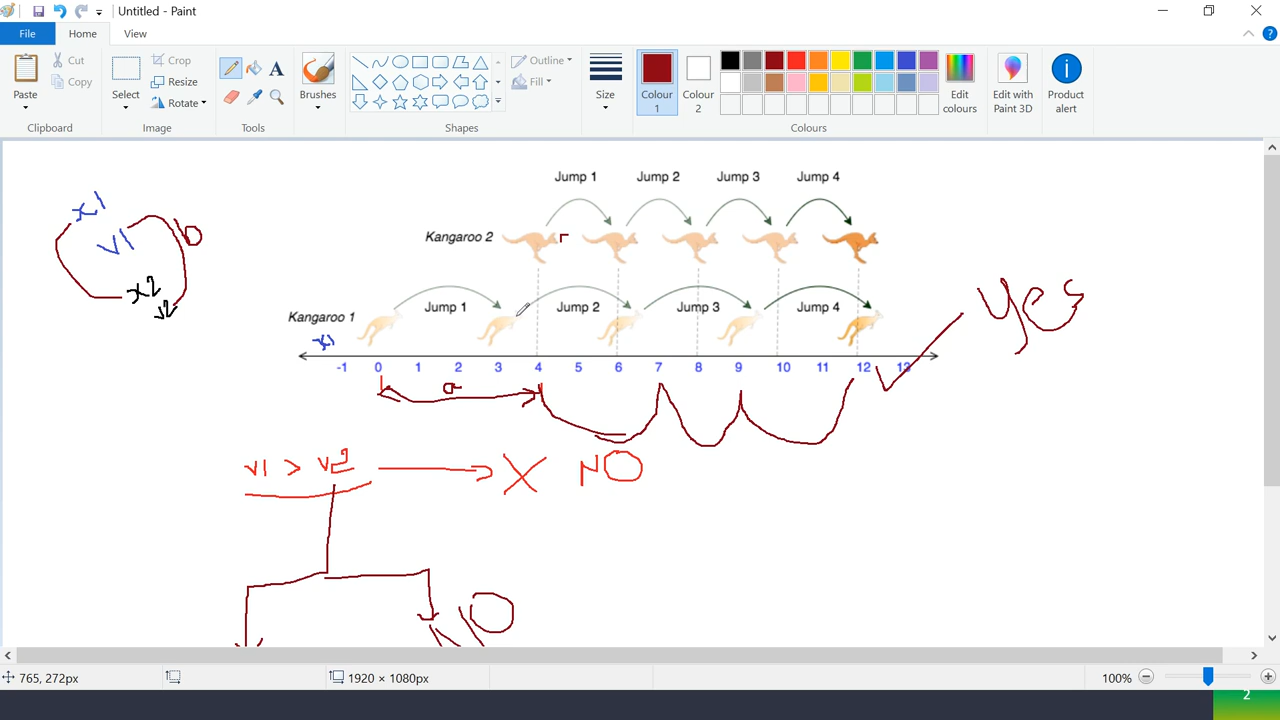 Untitled - Paint
File
Home
View
Paste
Cut
Copy
Clipboard
Select
Crop
Resize
Rotate
Image
Tools
Brushes
Shapes
Outline
Fill
Size
Colour 1
Colour 2
Edit colours
Colours
Edit with Paint 3D
Product alert
Jump 1 Jump 2 Jump 3 Jump 4
Kangaroo 2
x1
v1
x2
v2
Jump 1 Jump 2 Jump 3 Jump 4
Kangaroo 1
x1
-1 0 1 2 3 4 5 6 7 8 9 10 11 12 13
yes
v1 > v2
X NO
NO
765, 272px
1920 × 1080px
100%
2